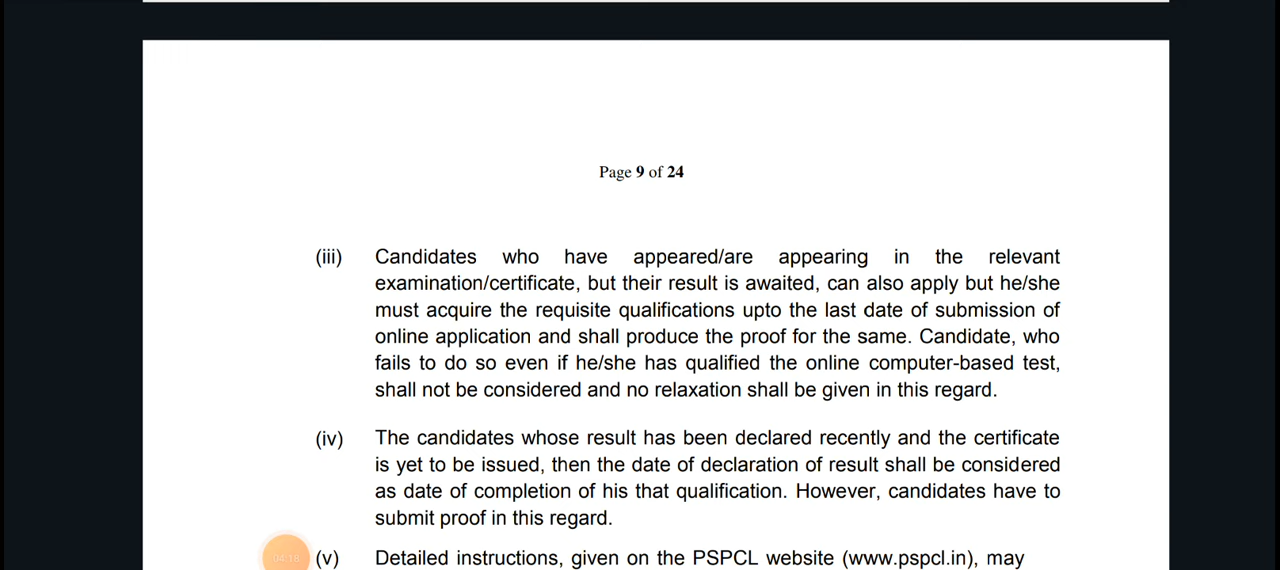 Page 9 of 24
(iii) Candidates who have appeared/are appearing in the relevant
examination/certificate, but their result is awaited, can also apply but he/she
must acquire the requisite qualifications upto the last date of submission of
online application and shall produce the proof for the same. Candidate, who
fails to do so even if he/she has qualified the online computer-based test,
shall not be considered and no relaxation shall be given in this regard.
(iv) The candidates whose result has been declared recently and the certificate
is yet to be issued, then the date of declaration of result shall be considered
as date of completion of his that qualification. However, candidates have to
submit proof in this regard.
04:18
(v) Detailed instructions, given on the PSPCL website (www.pspcl.in), may